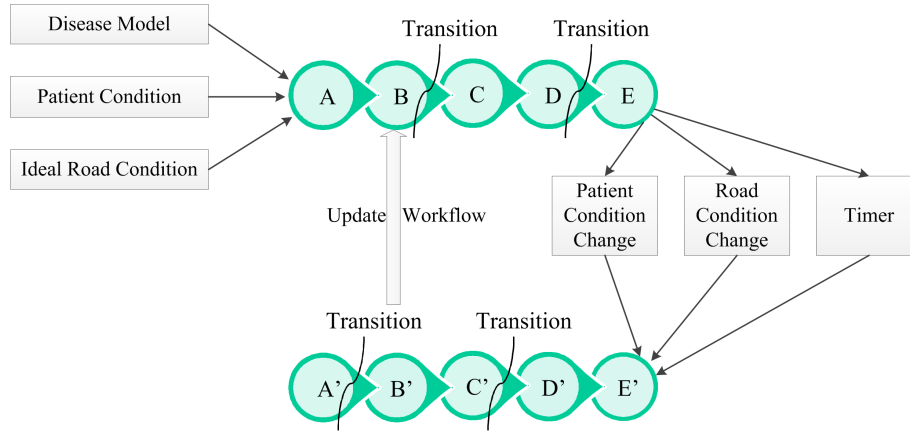 Disease Model
Transition
Transition
Patient Condition
A
B
C
D
E
Ideal Road Condition
Patient
Condition
Change
Road
Condition
Change
Timer
Update Workflow
Transition
Transition
A’
B’
C’
D’
E’